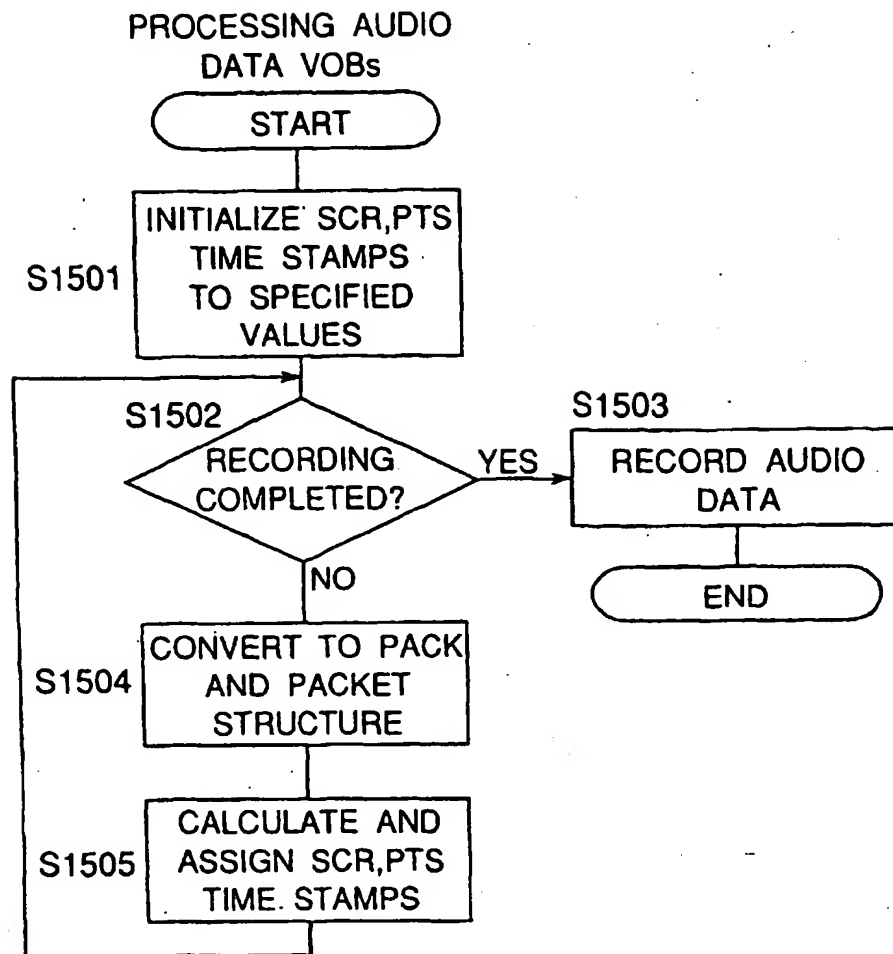 PROCESSING AUDIO
DATA VOBs
START
S1501
INITIALIZE SCR,PTS
TIME STAMPS
TO SPECIFIED
VALUES
S1502
RECORDING
COMPLETED?
YES
S1503
RECORD AUDIO
DATA
END
NO
S1504
CONVERT TO PACK
AND PACKET
STRUCTURE
S1505
CALCULATE AND
ASSIGN SCR,PTS
TIME STAMPS